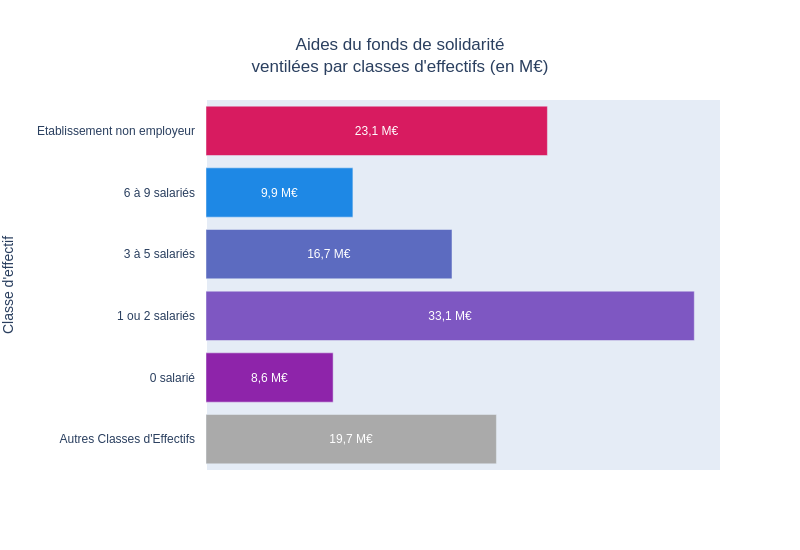 Aides du fonds de solidarité
ventilées par classes d'effectifs (en M€)
Classe d'effectif
Etablissement non employeur
23,1 M€
6 à 9 salariés
9,9 M€
3 à 5 salariés
16,7 M€
1 ou 2 salariés
33,1 M€
0 salarié
8,6 M€
Autres Classes d'Effectifs
19,7 M€